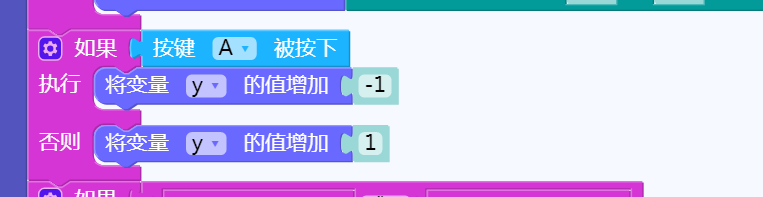 如果 按键 A 被按下
执行 将变量 y 的值增加 -1
否则 将变量 y 的值增加 1
如果